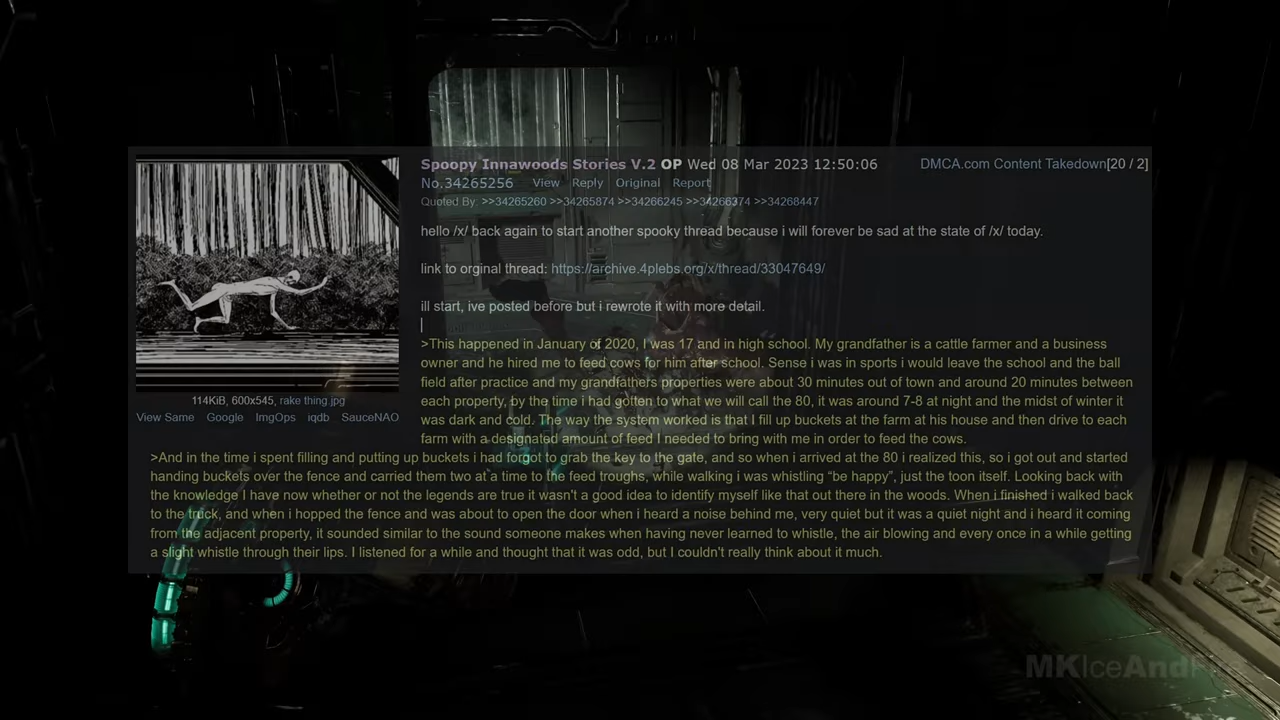 Spoopy Innawoods Stories V.2 OP Wed 08 Mar 2023 12:50:06 DMCA.com Content Takedown[20 / 2]
No.34265256 View Reply Original Report
Quoted By: >>34265260 >>34265874 >>34266245 >>34266374 >>34268447
hello /x/ back again to start another spooky thread because i will forever be sad at the state of /x/ today.
link to orginal thread: https://archive.4plebs.org/x/thread/33047649/
ill start, ive posted before but i rewrote it with more detail.
114KiB, 600x545, rake thing.jpg
View Same Google ImgOps iqdb SauceNAO
>This happened in January of 2020, I was 17 and in high school. My grandfather is a cattle farmer and a business
owner and he hired me to feed cows for him after school. Sense i was in sports i would leave the school and the ball
field after practice and my grandfathers properties were about 30 minutes out of town and around 20 minutes between
each property, by the time i had gotten to what we will call the 80, it was around 7-8 at night and the midst of winter it
was dark and cold. The way the system worked is that I fill up buckets at the farm at his house and then drive to each
farm with a designated amount of feed I needed to bring with me in order to feed the cows.
>And in the time i spent filling and putting up buckets i had forgot to grab the key to the gate, and so when i arrived at the 80 i realized this, so i got out and started
handing buckets over the fence and carried them two at a time to the feed troughs, while walking i was whistling “be happy”, just the toon itself. Looking back with
the knowledge I have now whether or not the legends are true it wasn't a good idea to identify myself like that out there in the woods. When i finished i walked back
to the truck, and when i hopped the fence and was about to open the door when i heard a noise behind me, very quiet but it was a quiet night and i heard it coming
from the adjacent property, it sounded similar to the sound someone makes when having never learned to whistle, the air blowing and every once in a while getting
a slight whistle through their lips. I listened for a while and thought that it was odd, but I couldn't really think about it much.
MKIceAndFire